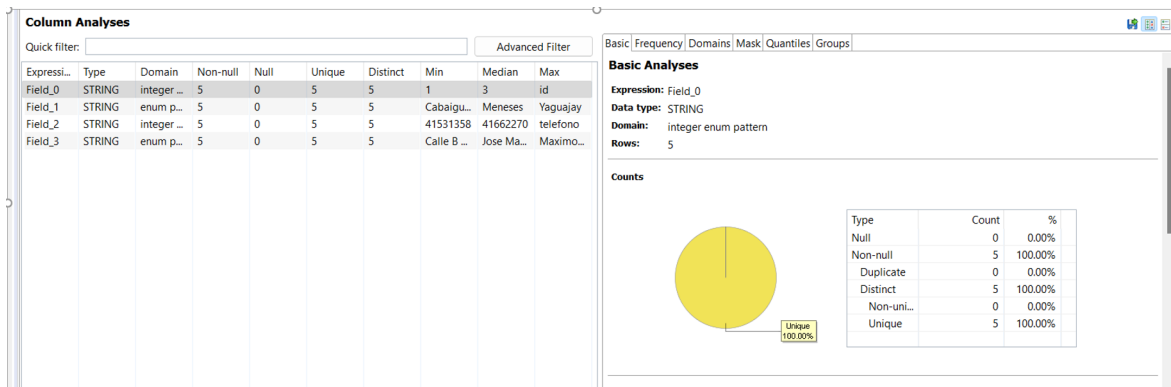 Column Analyses
Quick filter:
Advanced Filter
Expressi... Type Domain Non-null Null Unique Distinct Min Median Max
Field_0 STRING integer ... 5 0 5 5 1 3 id
Field_1 STRING enum p... 5 0 5 5 Cabaigu... Meneses Yaguajay
Field_2 STRING integer ... 5 0 5 5 41531358 41662270 telefono
Field_3 STRING enum p... 5 0 5 5 Calle B ... Jose Ma... Maximo...
Basic Frequency Domains Mask Quantiles Groups
Basic Analyses
Expression: Field_0
Data type: STRING
Domain: integer enum pattern
Rows: 5
Counts
Unique
100.00%
Type Count %
Null 0 0.00%
Non-null 5 100.00%
Duplicate 0 0.00%
Distinct 5 100.00%
Non-uni... 0 0.00%
Unique 5 100.00%